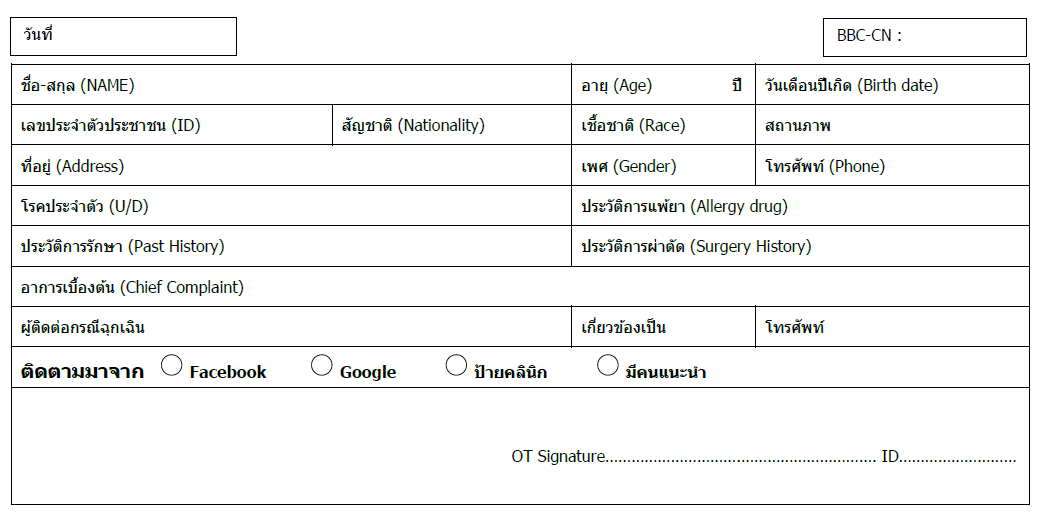 วันที่ BBC-CN :
ชื่อ-สกุล (NAME) อายุ (Age) ปี วันเดือนปีเกิด (Birth date)
เลขประจำตัวประชาชน (ID) สัญชาติ (Nationality) เชื้อชาติ (Race) สถานภาพ
ที่อยู่ (Address) เพศ (Gender) โทรศัพท์ (Phone)
โรคประจำตัว (U/D) ประวัติการแพ้ยา (Allergy drug)
ประวัติการรักษา (Past History) ประวัติการผ่าตัด (Surgery History)
อาการเบื้องต้น (Chief Complaint)
ผู้ติดต่อกรณีฉุกเฉิน เกี่ยวข้องเป็น โทรศัพท์
ติดตามมาจาก Facebook Google ป้ายคลินิก มีคนแนะนำ
OT Signature.............................................................. ID...........................